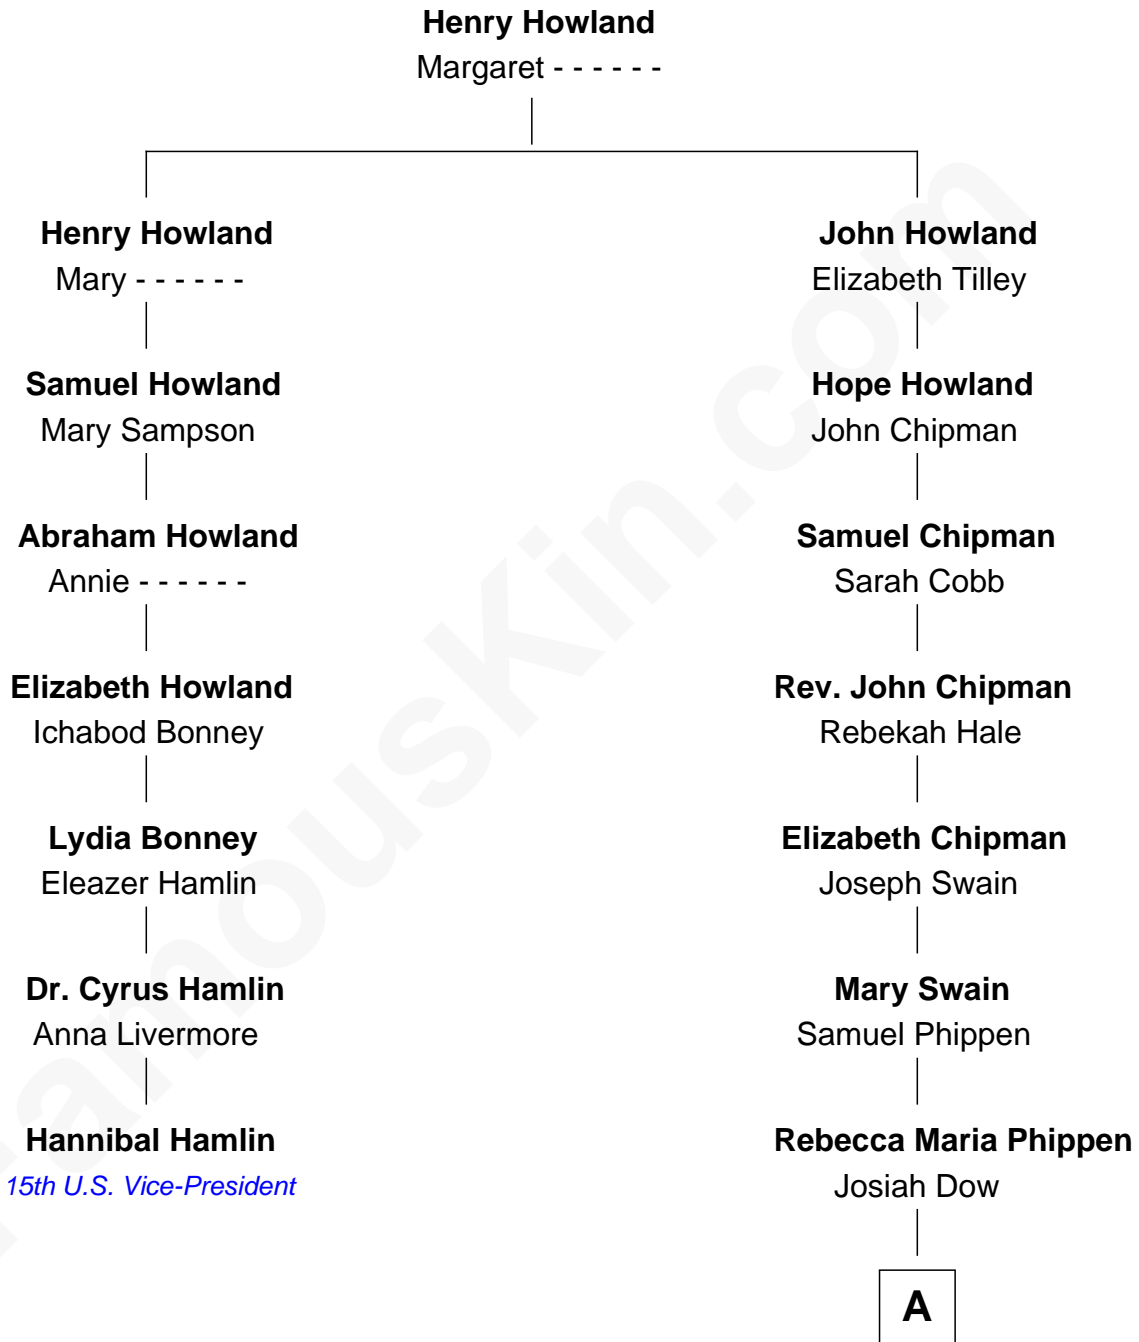 Henry Howland
Margaret - - - - - -
Henry Howland
Mary - - - - - -
John Howland
Elizabeth Tilley
Samuel Howland
Mary Sampson
Hope Howland
John Chipman
Abraham Howland
Annie - - - - - -
Samuel Chipman
Sarah Cobb
Elizabeth Howland
Ichabod Bonney
Rev. John Chipman
Rebekah Hale
Lydia Bonney
Eleazer Hamlin
Elizabeth Chipman
Joseph Swain
Dr. Cyrus Hamlin
Anna Livermore
Mary Swain
Samuel Phippen
Hannibal Hamlin
15th U.S. Vice-President
Rebecca Maria Phippen
Josiah Dow
A
FamousKin.com